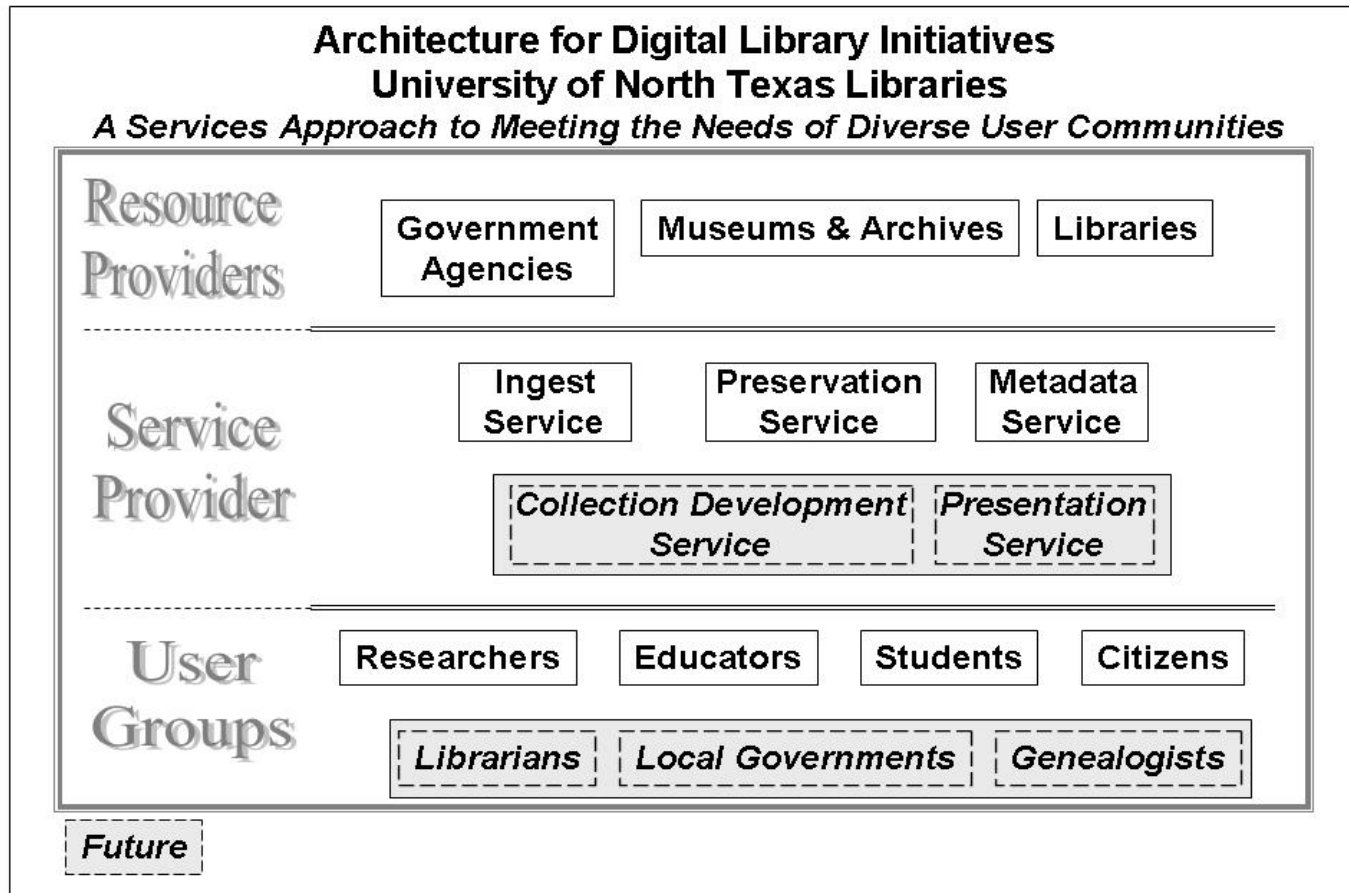 Architecture for Digital Library Initiatives
University of North Texas Libraries
A Services Approach to Meeting the Needs of Diverse User Communities
Resource
Providers
Government
Agencies
Museums & Archives
Libraries
Service
Provider
Ingest
Service
Preservation
Service
Metadata
Service
Collection Development
Service
Presentation
Service
User
Groups
Researchers
Educators
Students
Citizens
Librarians
Local Governments
Genealogists
Future